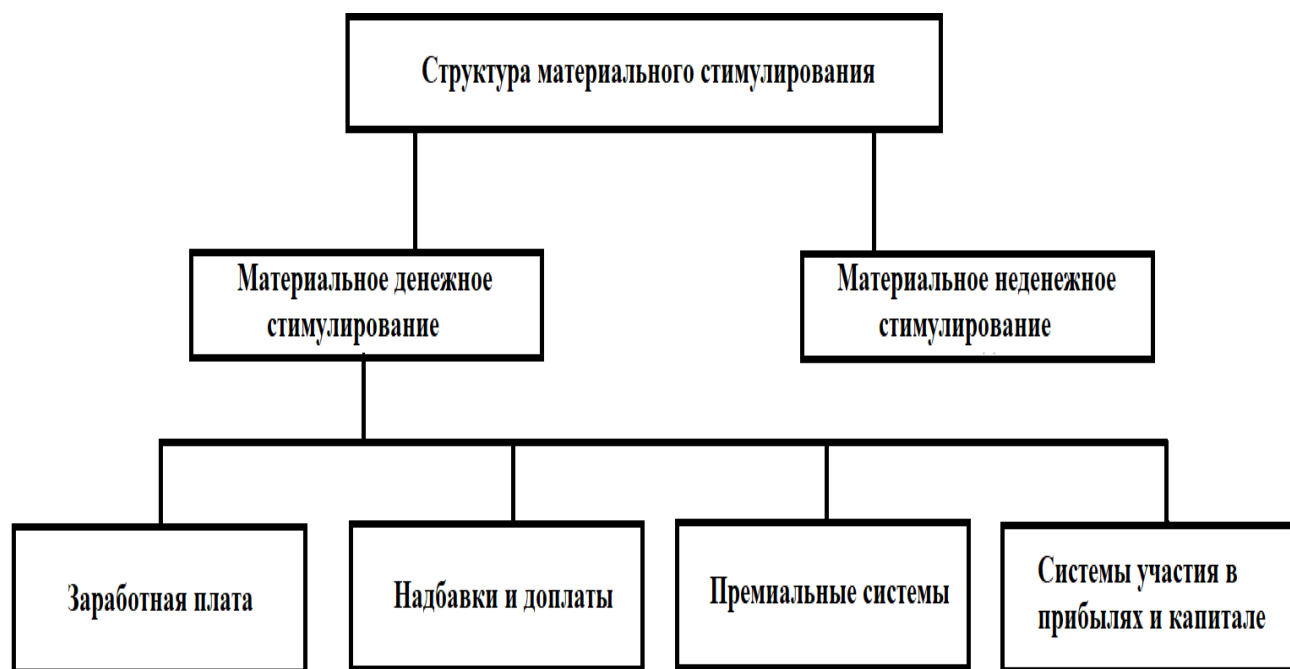 Структура материального стимулирования
Материальное денежное
стимулирование
Материальное неденежное
стимулирование
Заработная плата
Надбавки и доплаты
Премиальные системы
Системы участия в
прибылях и капитале